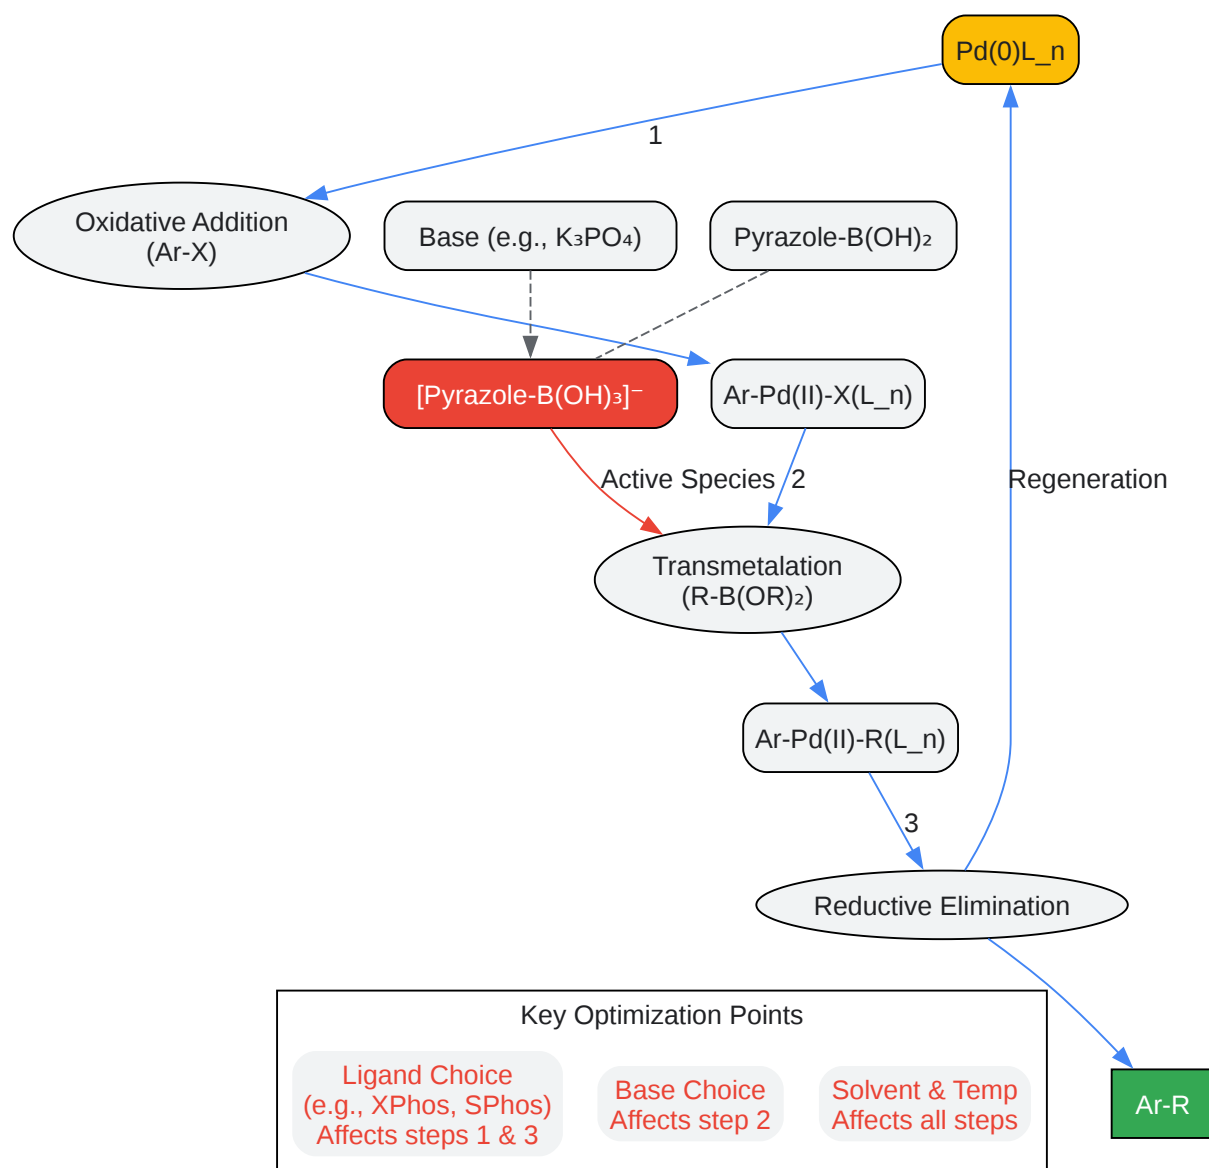 Pd(0)L_n
1
Oxidative Addition
(Ar-X)
Base (e.g., K₃PO₄)
Pyrazole-B(OH)₂
[Pyrazole-B(OH)₃]⁻
Ar-Pd(II)-X(L_n)
Active Species
2
Regeneration
Transmetalation
(R-B(OR)₂)
Ar-Pd(II)-R(L_n)
3
Reductive Elimination
Key Optimization Points
Ligand Choice
(e.g., XPhos, SPhos)
Affects steps 1 & 3
Base Choice
Affects step 2
Solvent & Temp
Affects all steps
Ar-R